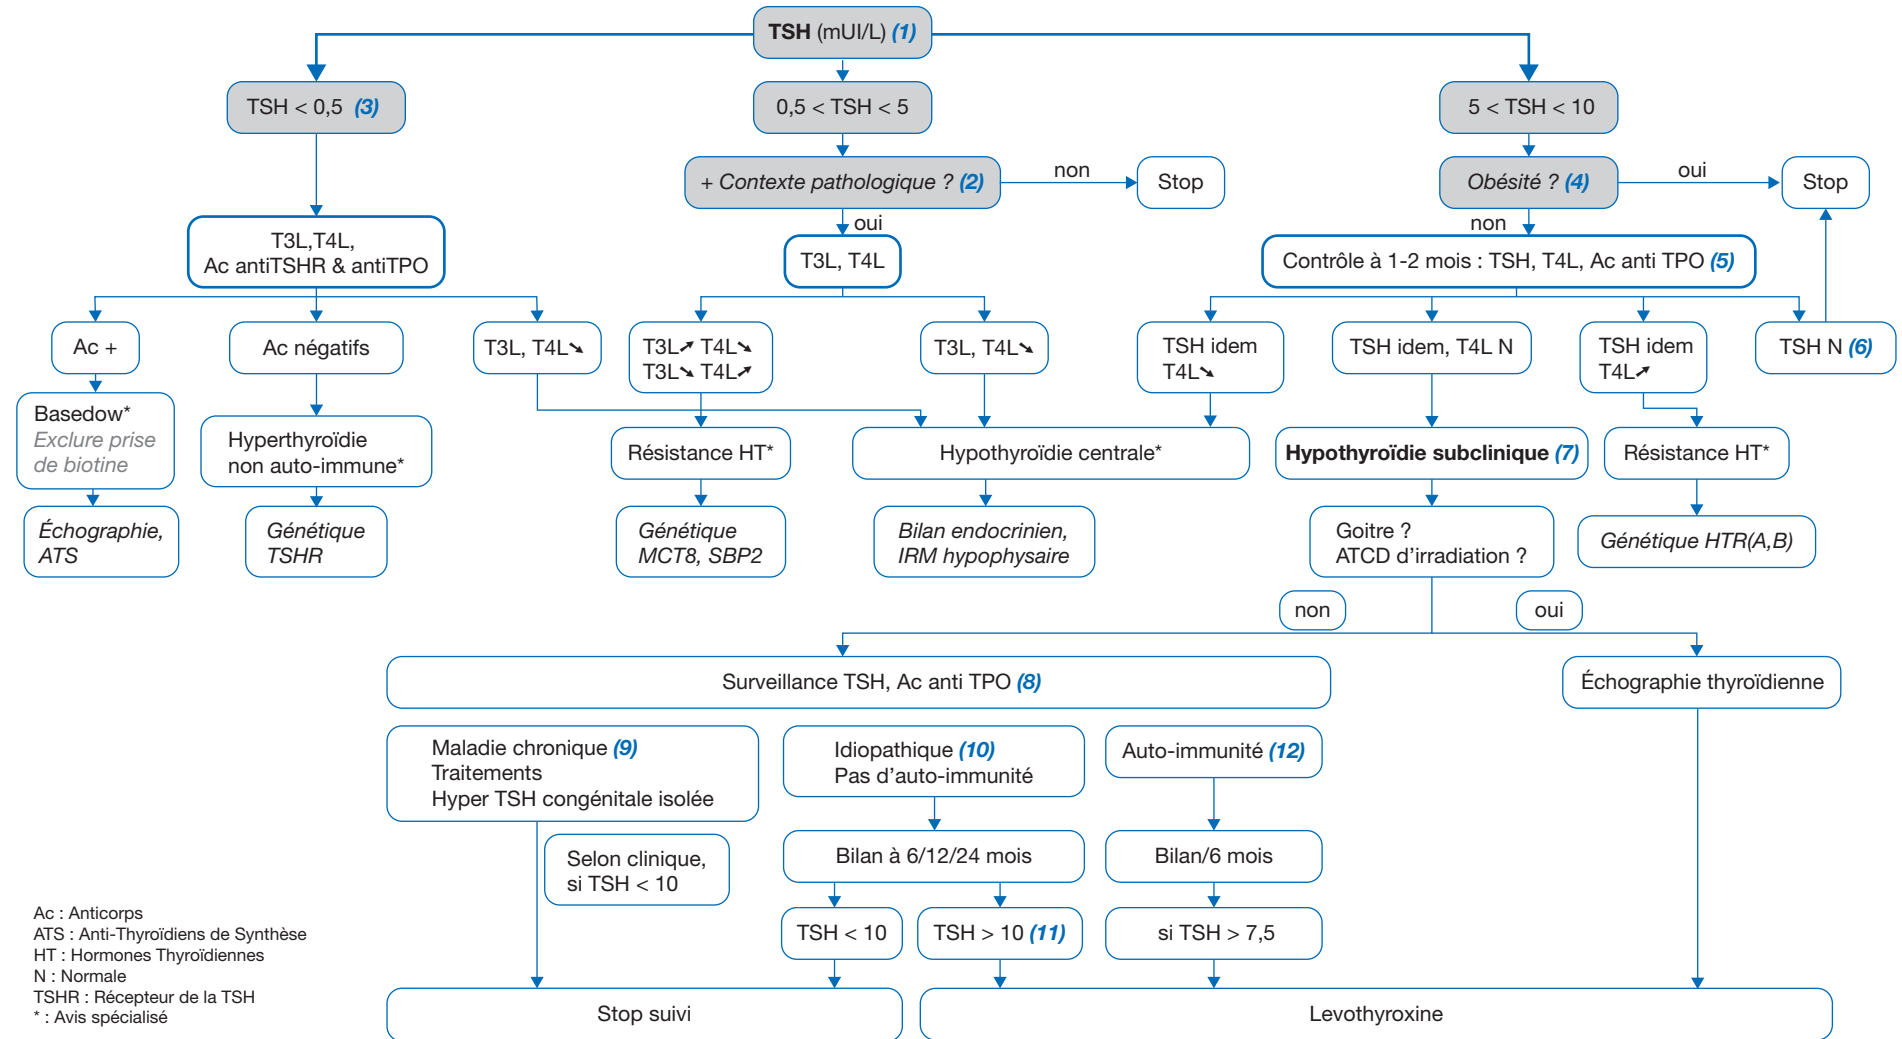 TSH (mUI/L) (1)
TSH < 0,5 (3)
0,5 < TSH < 5
5 < TSH < 10
+ Contexte pathologique ? (2)
non
Stop
Obésité ? (4)
oui
Stop
oui
non
T3L,T4L,
Ac antiTSHR & antiTPO
T3L, T4L
Contrôle à 1-2 mois : TSH, T4L, Ac anti TPO (5)
Ac +
Ac négatifs
T3L, T4L➘
T3L➚ T4L➘
T3L➘ T4L➚
T3L, T4L➘
TSH idem
T4L➘
TSH idem, T4L N
TSH idem
T4L➚
TSH N (6)
Basedow*
Exclure prise
de biotine
Hyperthyroïdie
non auto-immune*
Résistance HT*
Hypothyroïdie centrale*
Hypothyroïdie subclinique (7)
Résistance HT*
Échographie,
ATS
Génétique
TSHR
Génétique
MCT8, SBP2
Bilan endocrinien,
IRM hypophysaire
Goitre ?
ATCD d'irradiation ?
Génétique HTR(A,B)
non
oui
Surveillance TSH, Ac anti TPO (8)
Échographie thyroïdienne
Maladie chronique (9)
Traitements
Hyper TSH congénitale isolée
Idiopathique (10)
Pas d'auto-immunité
Auto-immunité (12)
Selon clinique,
si TSH < 10
Bilan à 6/12/24 mois
Bilan/6 mois
TSH < 10
TSH > 10 (11)
si TSH > 7,5
Stop suivi
Levothyroxine
Ac : Anticorps
ATS : Anti-Thyroïdiens de Synthèse
HT : Hormones Thyroïdiennes
N : Normale
TSHR : Récepteur de la TSH
* : Avis spécialisé